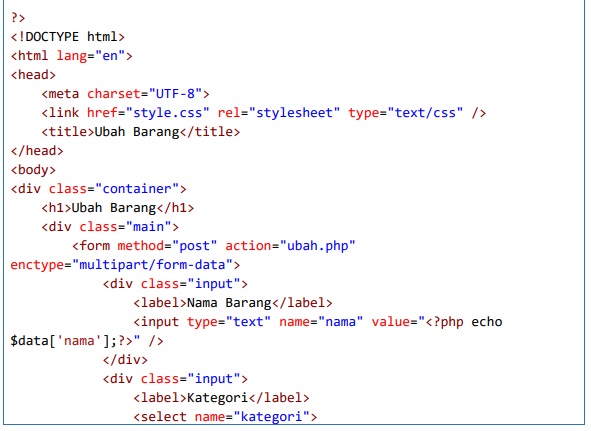 ?>
<!DOCTYPE html>
<html lang="en">
<head>
    <meta charset="UTF-8">
    <link href="style.css" rel="stylesheet" type="text/css" />
    <title>Ubah Barang</title>
</head>
<body>
<div class="container">
    <h1>Ubah Barang</h1>
    <div class="main">
        <form method="post" action="ubah.php"
enctype="multipart/form-data">
            <div class="input">
                <label>Nama Barang</label>
                <input type="text" name="nama" value="<?php echo
$data['nama'];?>" />
            </div>
            <div class="input">
                <label>Kategori</label>
                <select name="kategori">